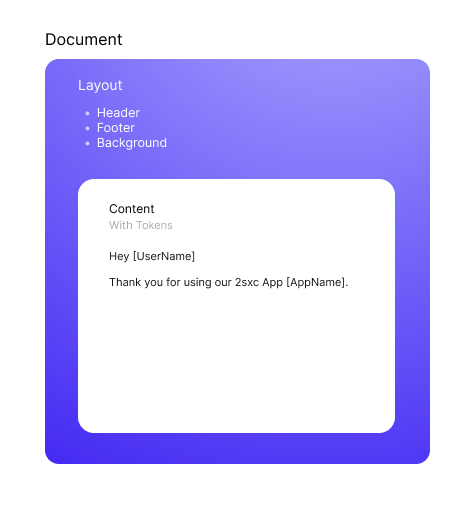 Document
Layout
Header
Footer
Background
Content
With Tokens
Hey [UserName]
Thank you for using our 2sxc App [AppName].